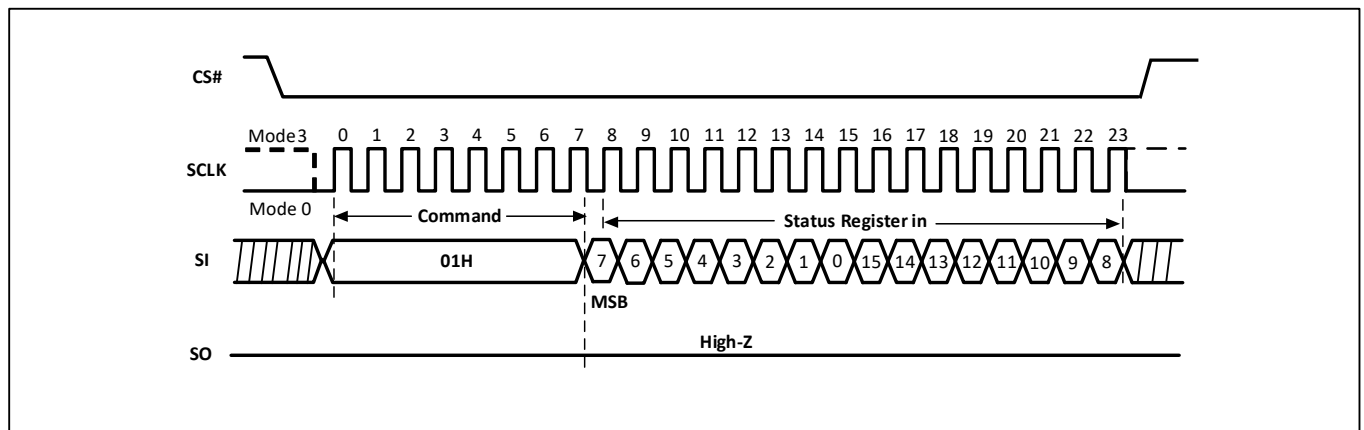 CS#
Mode 3 0 1 2 3 4 5 6 7 8 9 10 11 12 13 14 15 16 17 18 19 20 21 22 23
SCLK
Mode 0 Command Status Register in
SI 01H 7 6 5 4 3 2 1 0 15 14 13 12 11 10 9 8
MSB
SO High-Z